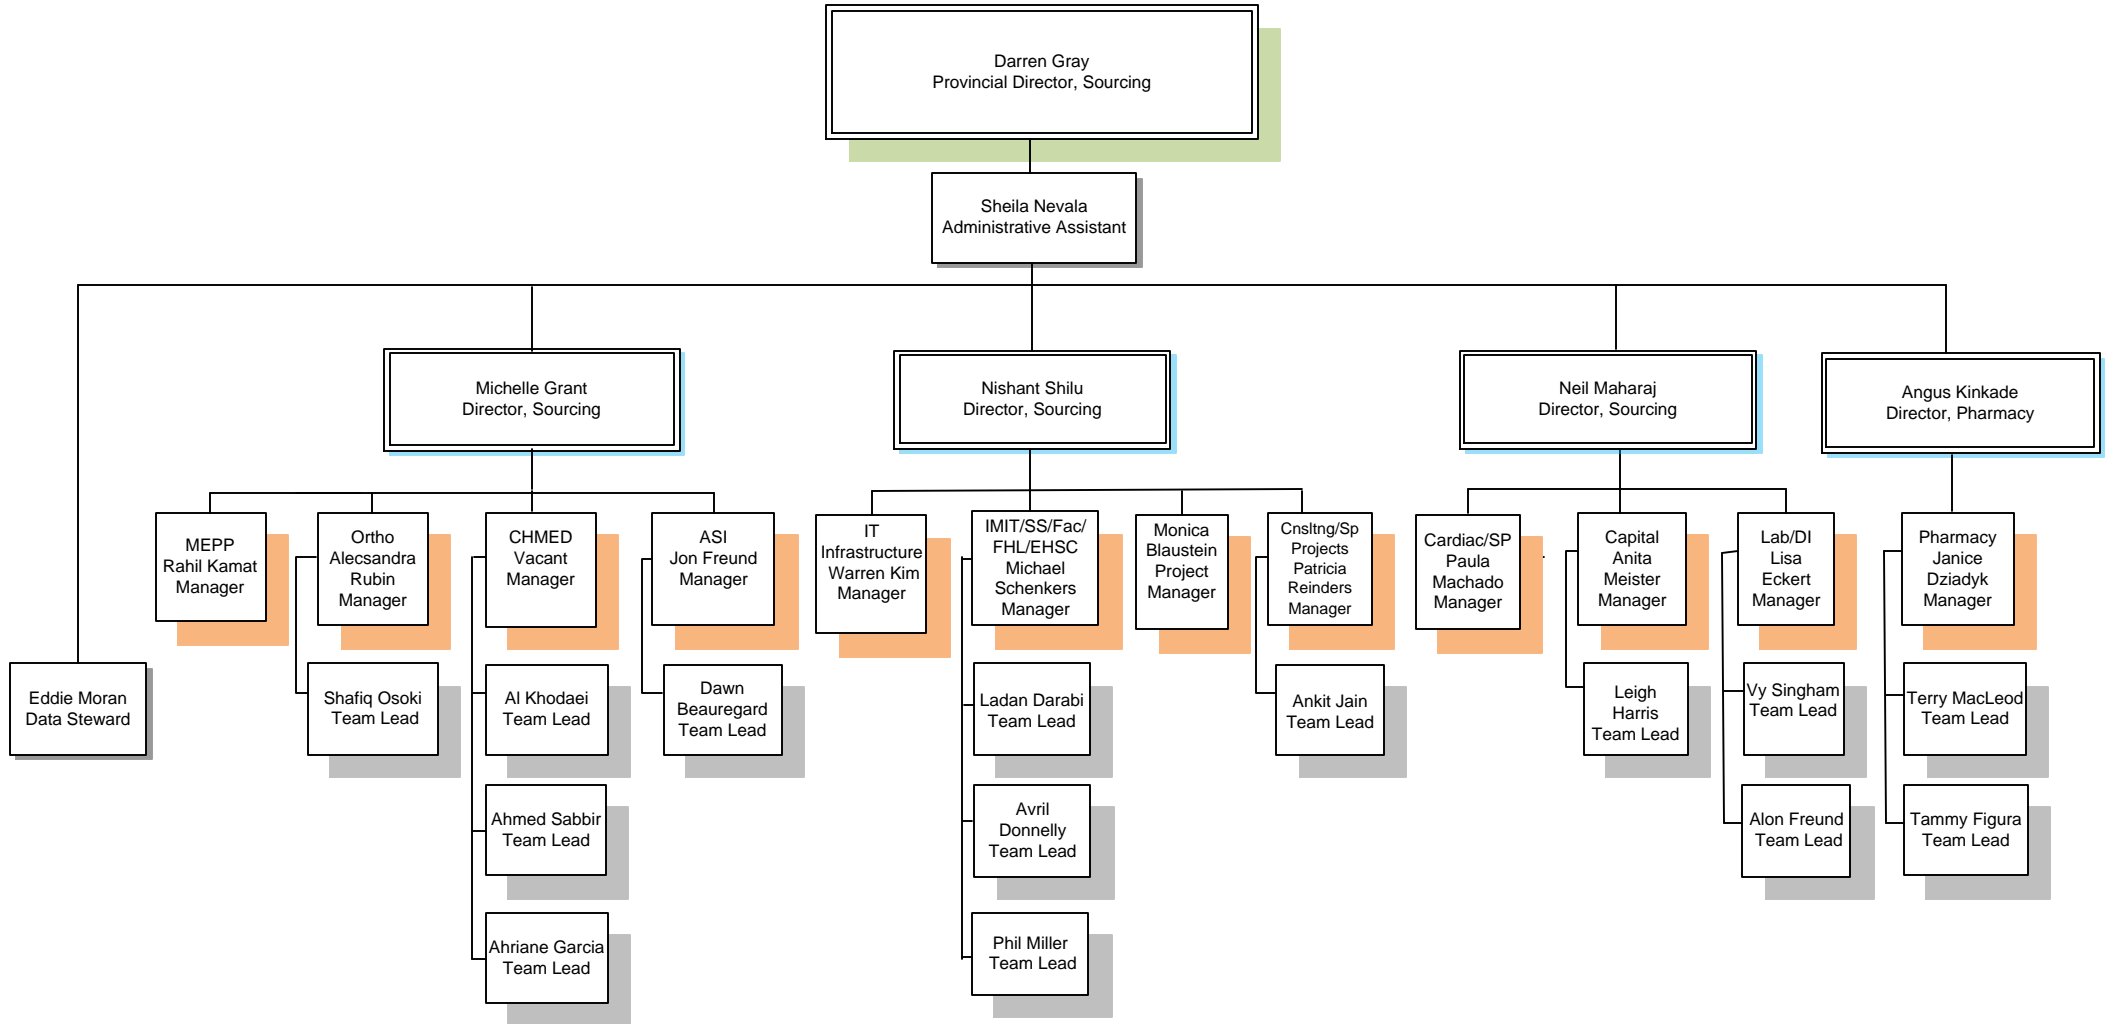 Darren Gray
Provincial Director, Sourcing
Sheila Nevala
Administrative Assistant
Michelle Grant
Director, Sourcing
Nishant Shilu
Director, Sourcing
Neil Maharaj
Director, Sourcing
Angus Kinkade
Director, Pharmacy
MEPP
Rahil Kamat
Manager
Ortho
Alecsandra
Rubin
Manager
CHMED
Vacant
Manager
ASI
Jon Freund
Manager
IT
Infrastructure
Warren Kim
Manager
IMIT/SS/Fac/
FHL/EHSC
Michael
Schenkers
Manager
Monica
Blaustein
Project
Manager
Cnsltng/Sp
Projects
Patricia
Reinders
Manager
Cardiac/SP
Paula
Machado
Manager
Capital
Anita
Meister
Manager
Lab/DI
Lisa
Eckert
Manager
Pharmacy
Janice
Dziadyk
Manager
Eddie Moran
Data Steward
Shafiq Osoki
Team Lead
Al Khodaei
Team Lead
Dawn
Beauregard
Team Lead
Ladan Darabi
Team Lead
Ankit Jain
Team Lead
Leigh
Harris
Team Lead
Vy Singham
Team Lead
Terry MacLeod
Team Lead
Ahmed Sabbir
Team Lead
Avril
Donnelly
Team Lead
Alon Freund
Team Lead
Tammy Figura
Team Lead
Ahriane Garcia
Team Lead
Phil Miller
Team Lead